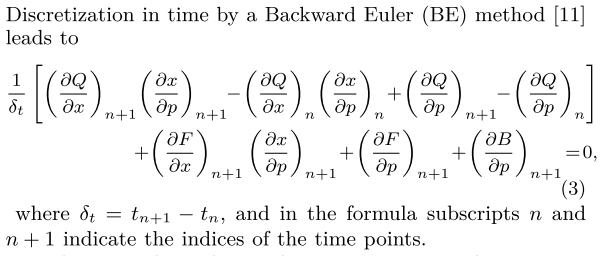 Discretization in time by a Backward Euler (BE) method [11]
leads to
\frac{1}{\delta_t} \left[ \left( \frac{\partial Q}{\partial x} \right)_{n+1} \left( \frac{\partial x}{\partial p} \right)_{n+1} - \left( \frac{\partial Q}{\partial x} \right)_n \left( \frac{\partial x}{\partial p} \right)_n + \left( \frac{\partial Q}{\partial p} \right)_{n+1} - \left( \frac{\partial Q}{\partial p} \right)_n \right]
+ \left( \frac{\partial F}{\partial x} \right)_{n+1} \left( \frac{\partial x}{\partial p} \right)_{n+1} + \left( \frac{\partial F}{\partial p} \right)_{n+1} + \left( \frac{\partial B}{\partial p} \right)_{n+1} = 0,
(3)
where δ_t = t_{n+1} − t_n, and in the formula subscripts n and
n + 1 indicate the indices of the time points.